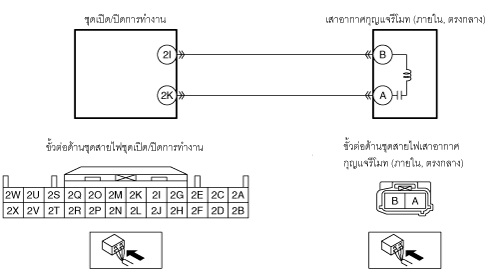 ชุดเปิด/ปิดการทำงาน
เสาอากาศกุญแจรีโมท (ภายใน, ตรงกลาง)
2I
B
2K
A
ขั้วต่อด้านชุดสายไฟชุดเปิด/ปิดการทำงาน
ขั้วต่อด้านชุดสายไฟเสาอากาศ
กุญแจรีโมท (ภายใน, ตรงกลาง)
2W 2U 2S 2Q 2O 2M 2K 2I 2G 2E 2C 2A
2X 2V 2T 2R 2P 2N 2L 2J 2H 2F 2D 2B
B A